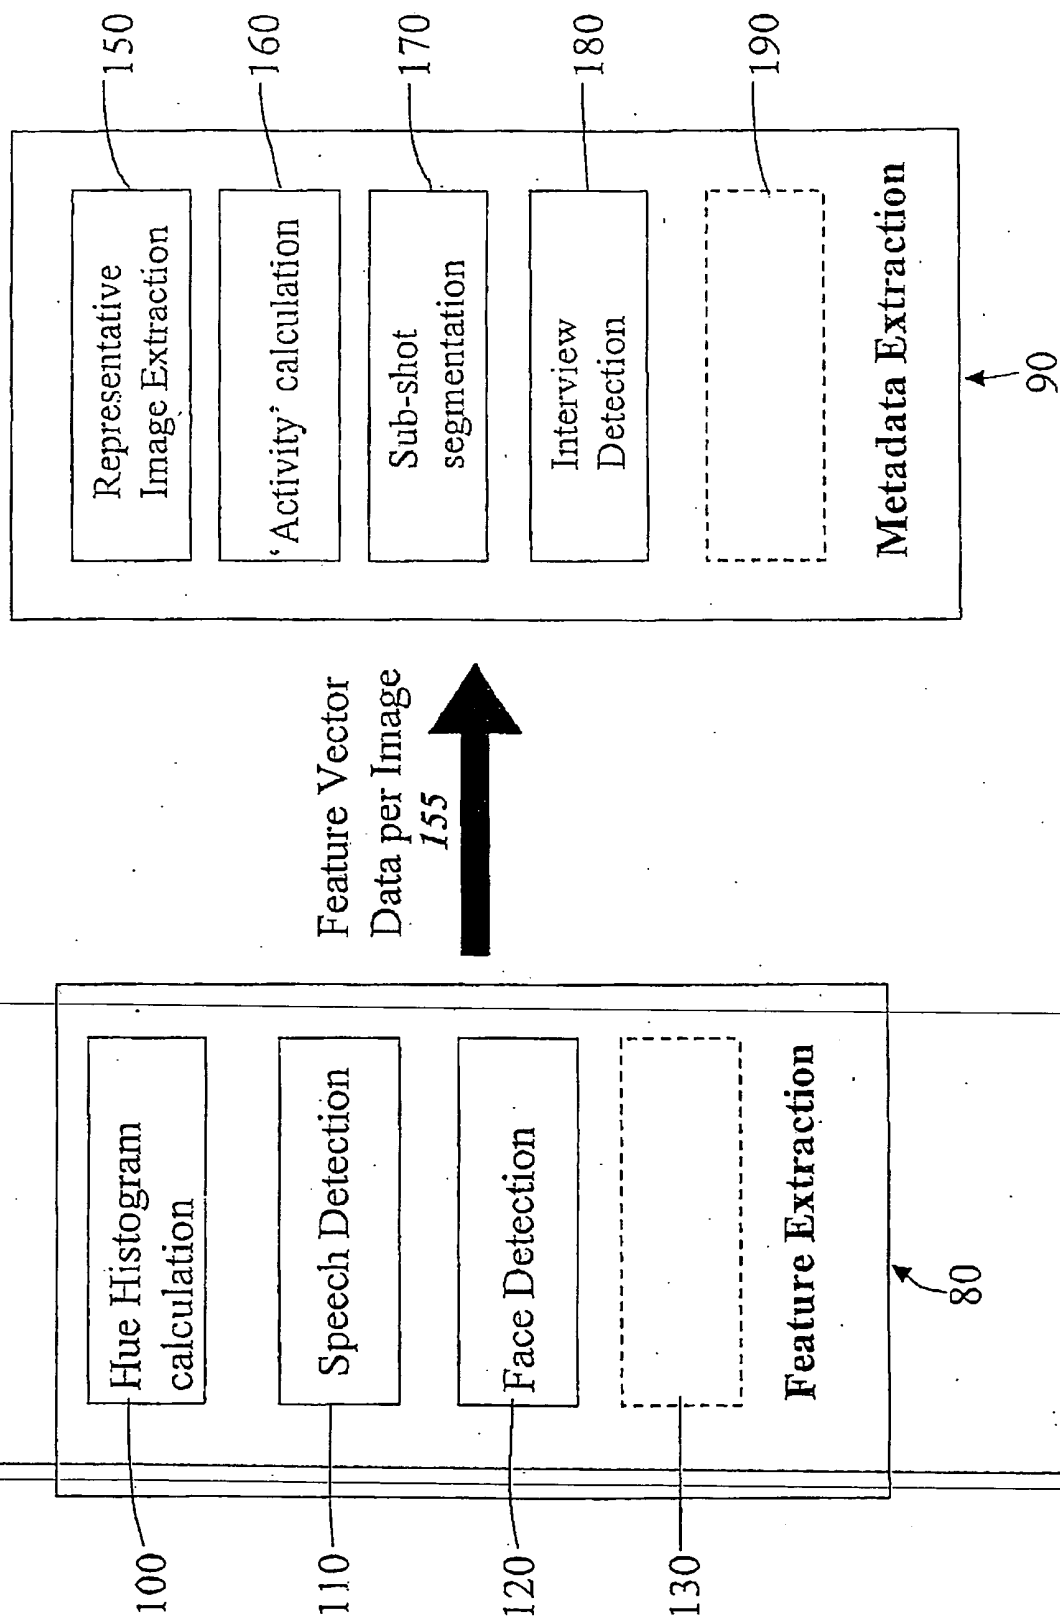 100
Hue Histogram
calculation
110
Speech Detection
120
Face Detection
130
Feature Extraction
80
Feature Vector
Data per Image
155
150
Representative
Image Extraction
160
'Activity' calculation
170
Sub-shot
segmentation
180
Interview
Detection
190
Metadata Extraction
90